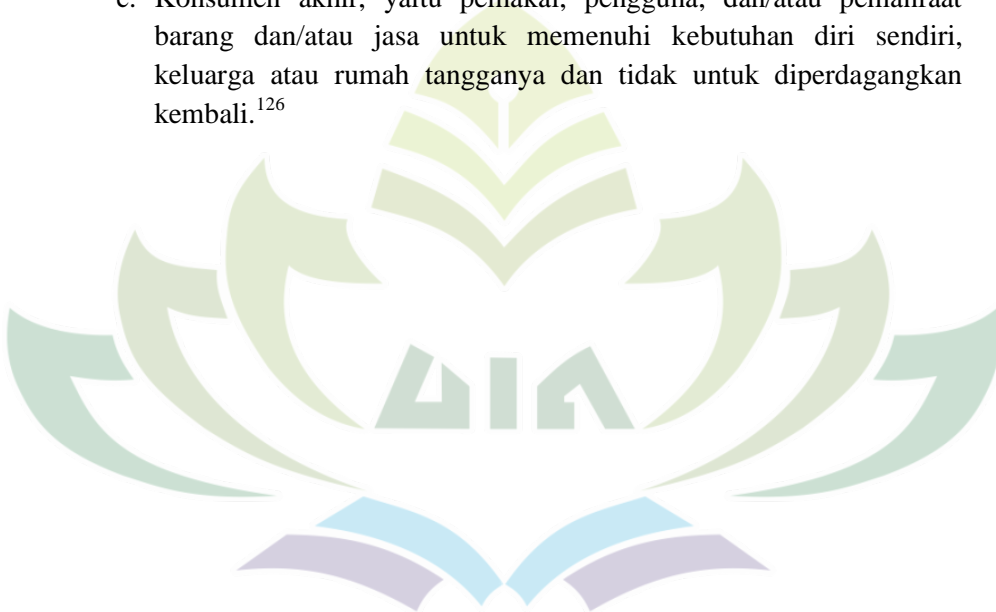 c. Konsumen akhir, yaitu pemakai, pengguna, dan/atau pemanfaat
barang dan/atau jasa untuk memenuhi kebutuhan diri sendiri,
keluarga atau rumah tangganya dan tidak untuk diperdagangkan
kembali.126
UIN